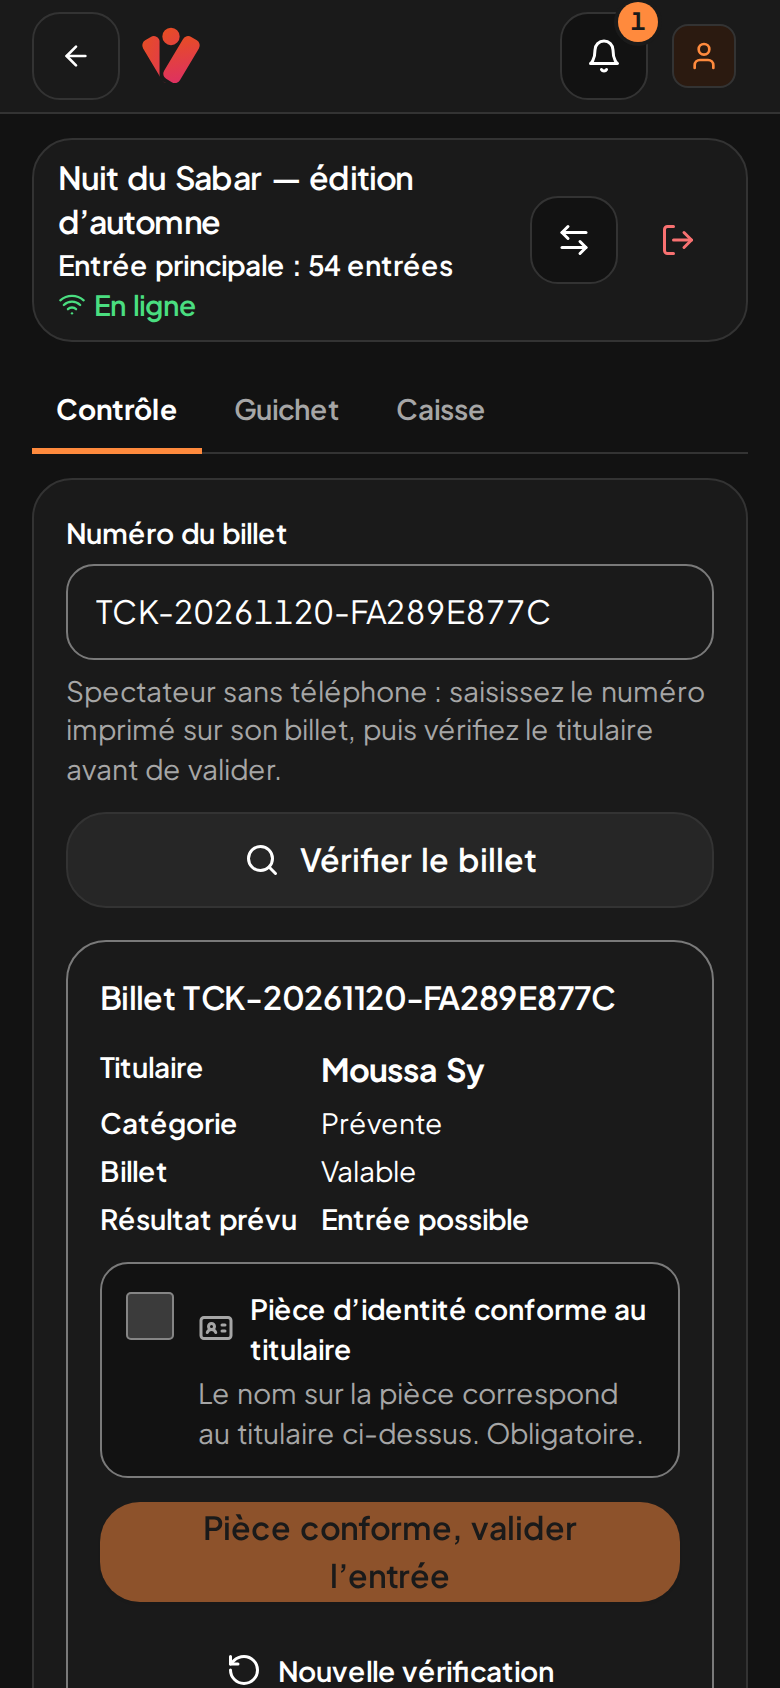 1
Nuit du Sabar — édition
d’automne
Entrée principale : 54 entrées
En ligne
Contrôle Guichet Caisse
Numéro du billet
TCK-20261120-FA289E877C
Spectateur sans téléphone : saisissez le numéro
imprimé sur son billet, puis vérifiez le titulaire
avant de valider.
Vérifier le billet
Billet TCK-20261120-FA289E877C
Titulaire Moussa Sy
Catégorie Prévente
Billet Valable
Résultat prévu Entrée possible
Pièce d’identité conforme au
titulaire
Le nom sur la pièce correspond
au titulaire ci-dessus. Obligatoire.
Pièce conforme, valider
l’entrée
Nouvelle vérification